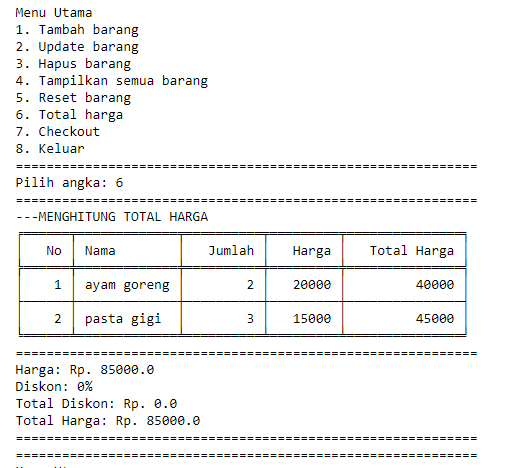 Menu Utama
1. Tambah barang
2. Update barang
3. Hapus barang
4. Tampilkan semua barang
5. Reset barang
6. Total harga
7. Checkout
8. Keluar
============================================================
Pilih angka: 6
============================================================
---MENGHITUNG TOTAL HARGA
No Nama Jumlah Harga Total Harga
1 ayam goreng 2 20000 40000
2 pasta gigi 3 15000 45000
============================================================
Harga: Rp. 85000.0
Diskon: 0%
Total Diskon: Rp. 0.0
Total Harga: Rp. 85000.0
============================================================
============================================================